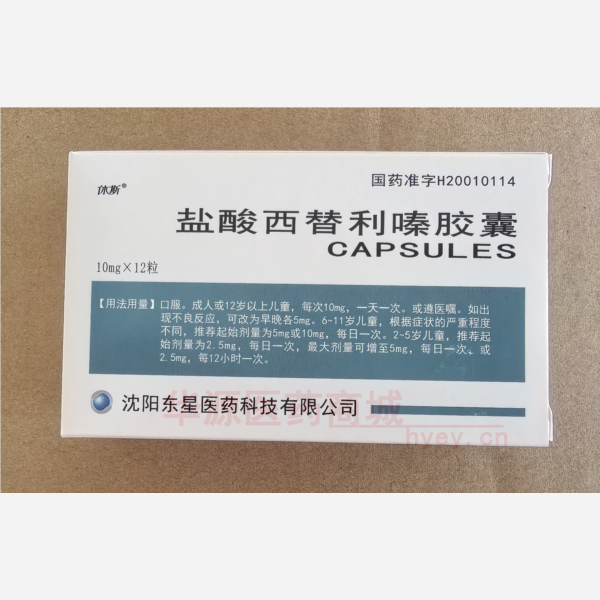 休斯®
国药准字H20010114
盐酸西替利嗪胶囊
CAPSULES
10mg×12粒
【用法用量】口服。成人或12岁以上儿童，每次10mg，一天一次。或遵医嘱。如出
现不良反应，可改为早晚各5mg。6~11岁儿童，根据症状的严重程度
不同，推荐起始剂量为5mg或10mg，每日一次。2~5岁儿童，推荐起
始剂量为2.5mg，每日一次，最大剂量可增至5mg，每日一次、或
2.5mg，每12小时一次。
沈阳东星医药科技有限公司
华源医药商城
hyey.cn